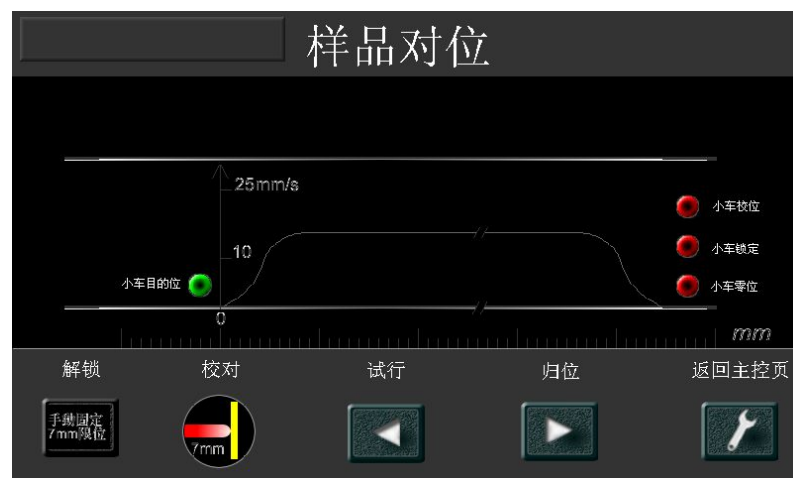 样品对位
25mm/s
小车校位
10
小车锁定
小车目的位
小车零位
0
mm
解锁
校对
试行
归位
返回主控页
手动固定
7mm限位
7mm